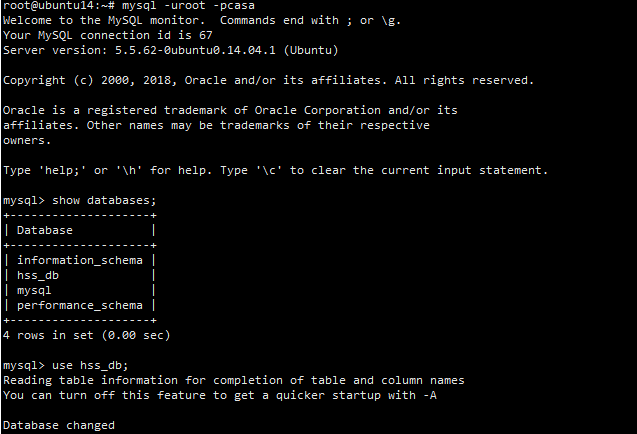 root@ubuntu14:~# mysql -uroot -pcasa
Welcome to the MySQL monitor.  Commands end with ; or \g.
Your MySQL connection id is 67
Server version: 5.5.62-0ubuntu0.14.04.1 (Ubuntu)

Copyright (c) 2000, 2018, Oracle and/or its affiliates. All rights reserved.

Oracle is a registered trademark of Oracle Corporation and/or its
affiliates. Other names may be trademarks of their respective
owners.

Type 'help;' or '\h' for help. Type '\c' to clear the current input statement.

mysql> show databases;
+--------------------+
| Database           |
+--------------------+
| information_schema |
| hss_db             |
| mysql              |
| performance_schema |
+--------------------+
4 rows in set (0.00 sec)

mysql> use hss_db;
Reading table information for completion of table and column names
You can turn off this feature to get a quicker startup with -A

Database changed